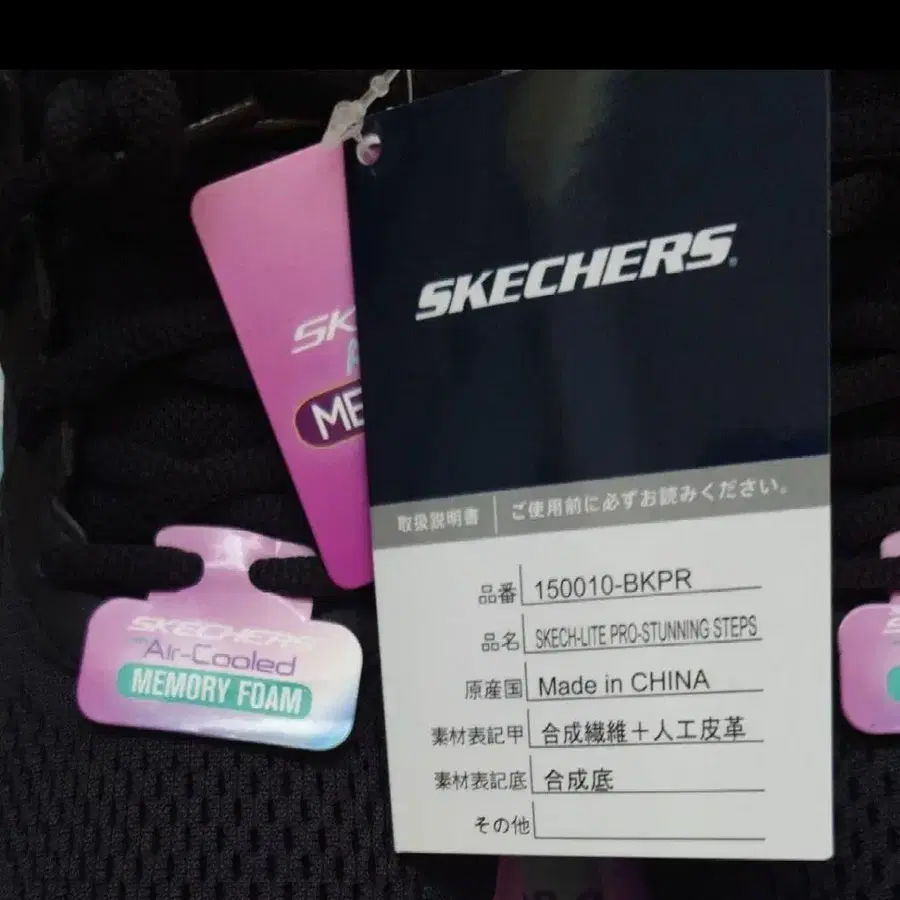 SKECHERS
取扱説明書 ご使用前に必ずお読みください。
品番 150010-BKPR
品名 SKECH-LITE PRO-STUNNING STEPS
原産国 Made in CHINA
素材表記甲 合成繊維＋人工皮革
素材表記底 合成底
その他
SK
ME
SKECHERS
Air-Cooled
MEMORY FOAM